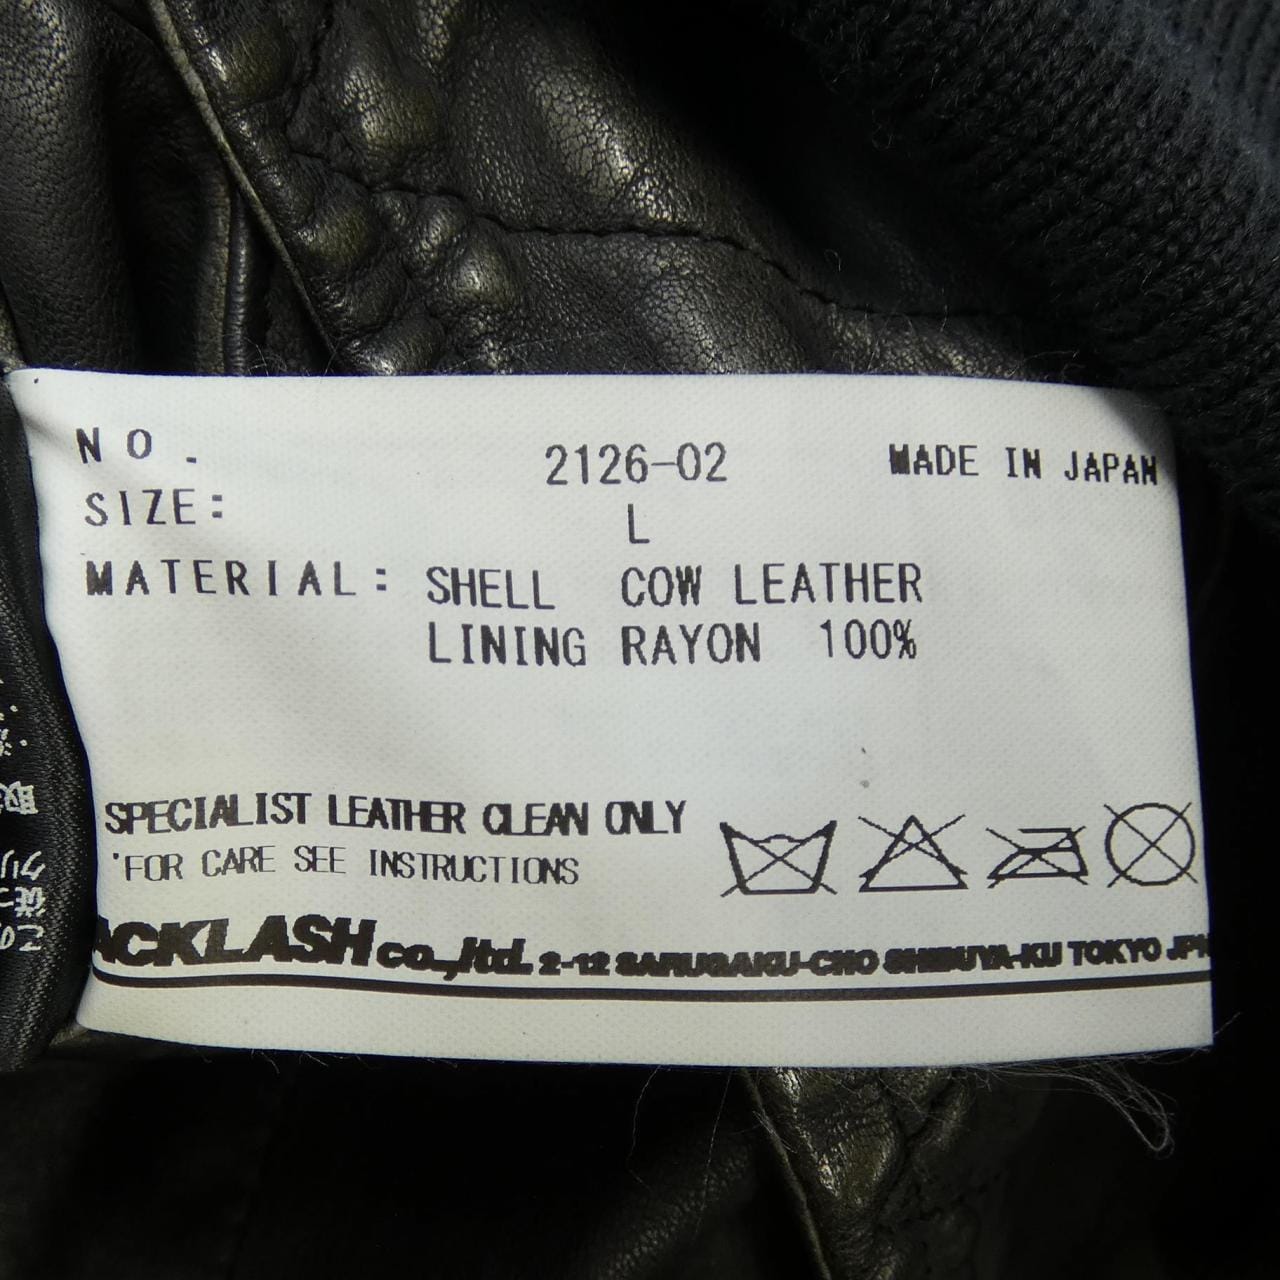 NO. 2126-02 MADE IN JAPAN
SIZE: L
MATERIAL: SHELL COW LEATHER
LINING RAYON 100%
SPECIALIST LEATHER CLEAN ONLY
*FOR CARE SEE INSTRUCTIONS
ACKLASH co.,ltd. 2-12 SARUGAKU-CHO SHIBUYA-KU TOKYO JPN